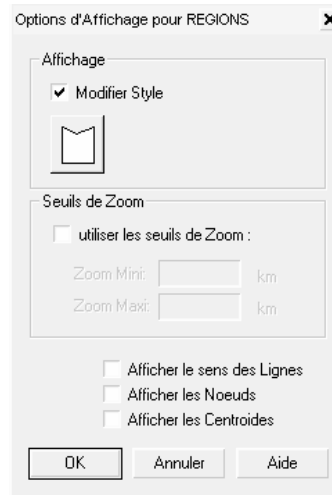 Options d'Affichage pour REGIONS
Affichage
Modifier Style
Seuils de Zoom
utiliser les seuils de Zoom :
Zoom Mini: km
Zoom Maxi: km
Afficher le sens des Lignes
Afficher les Noeuds
Afficher les Centroides
OK Annuler Aide